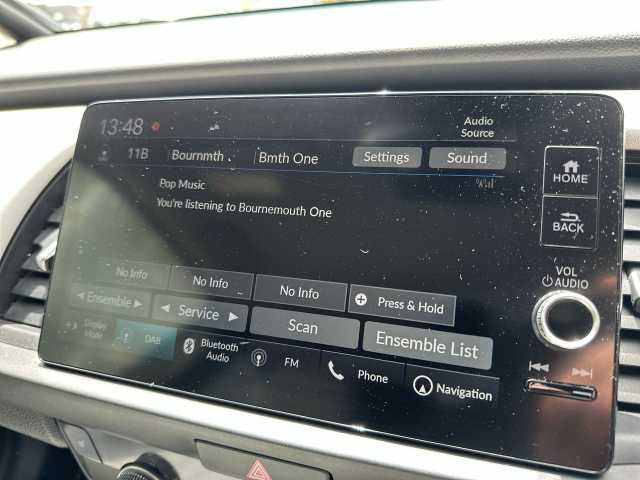 13:48
Audio
Source
11B Bournmth Bmth One Settings Sound
Pop Music
You're listening to Bournemouth One
HOME
BACK
VOL
AUDIO
No Info No Info No Info Press & Hold
Ensemble Service Scan Ensemble List
Display
Mode
DAB
Bluetooth
Audio
FM
Phone
Navigation